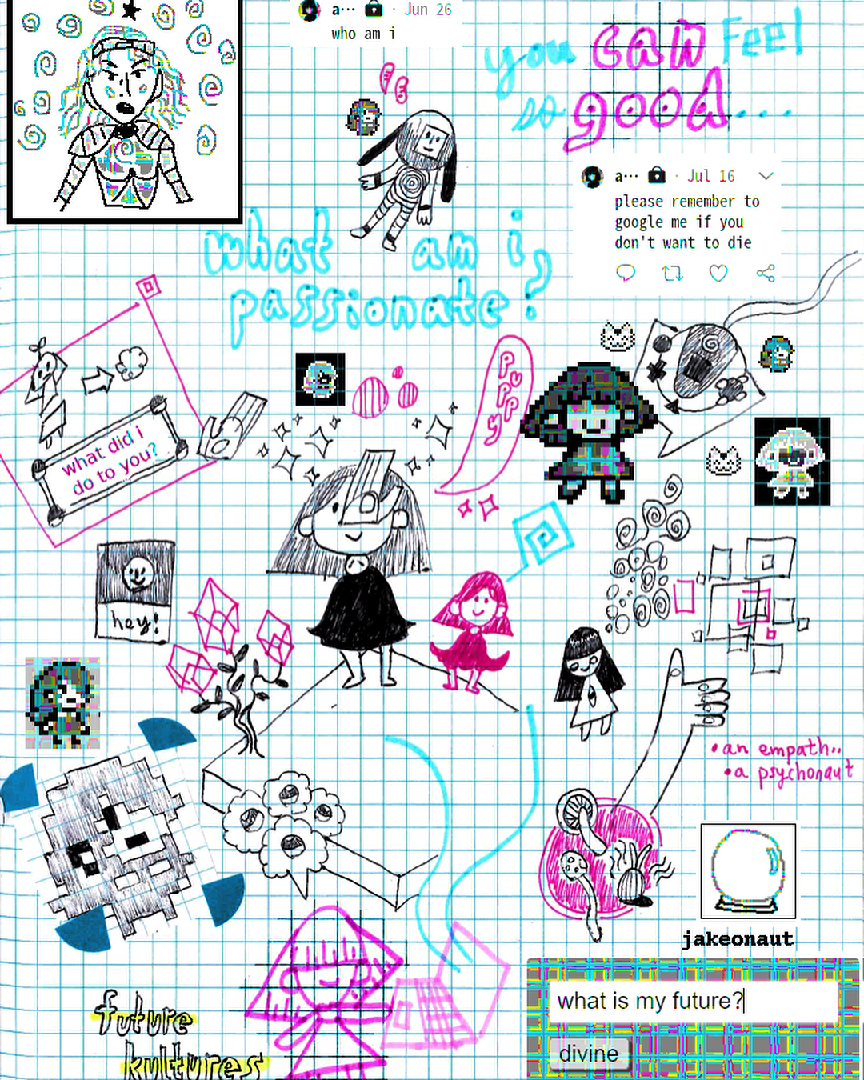 a··· · Jun 26
who am i
you can feel
so good...
a··· · Jul 16
please remember to
google me if you
don't want to die
what am i
passionate?
puppy
what did i
do to you?
hey!
• an empath..
• a psychonaut
jakeonaut
what is my future?
divine
future
kultures